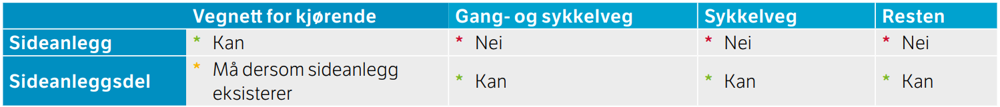 Vegnett for kjørende Gang- og sykkelveg Sykkelveg Resten
Sideanlegg * Kan * Nei * Nei * Nei
Sideanleggsdel * Må dersom sideanlegg eksisterer * Kan * Kan * Kan